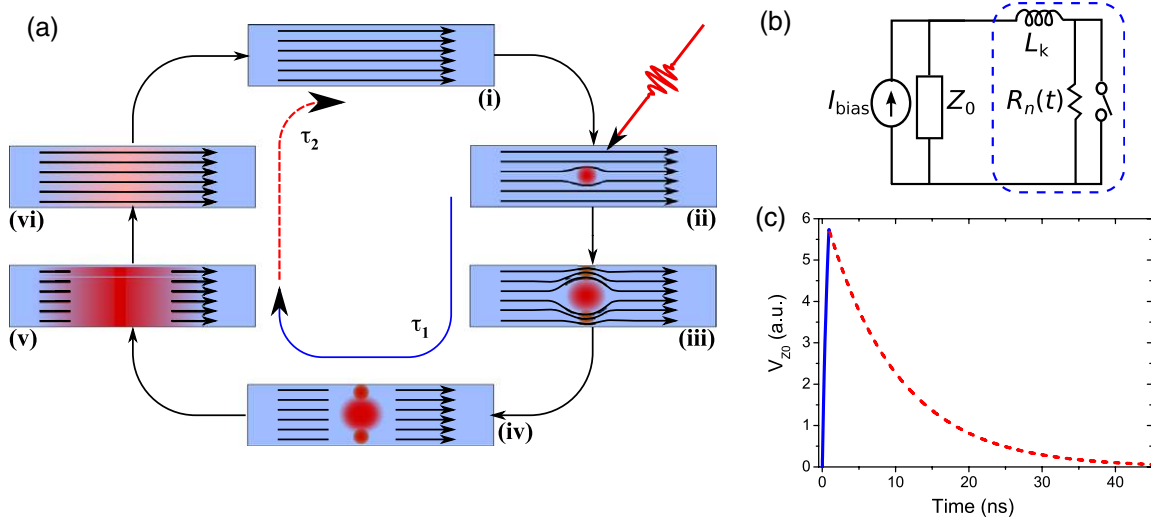 (a)
(i)
(ii)
(iii)
(iv)
(v)
(vi)
τ1
τ2
(b)
Ibias
Z0
Lk
Rn(t)
(c)
VZ0 (a.u.)
6
5
4
3
2
1
0
0 10 20 30 40
Time (ns)